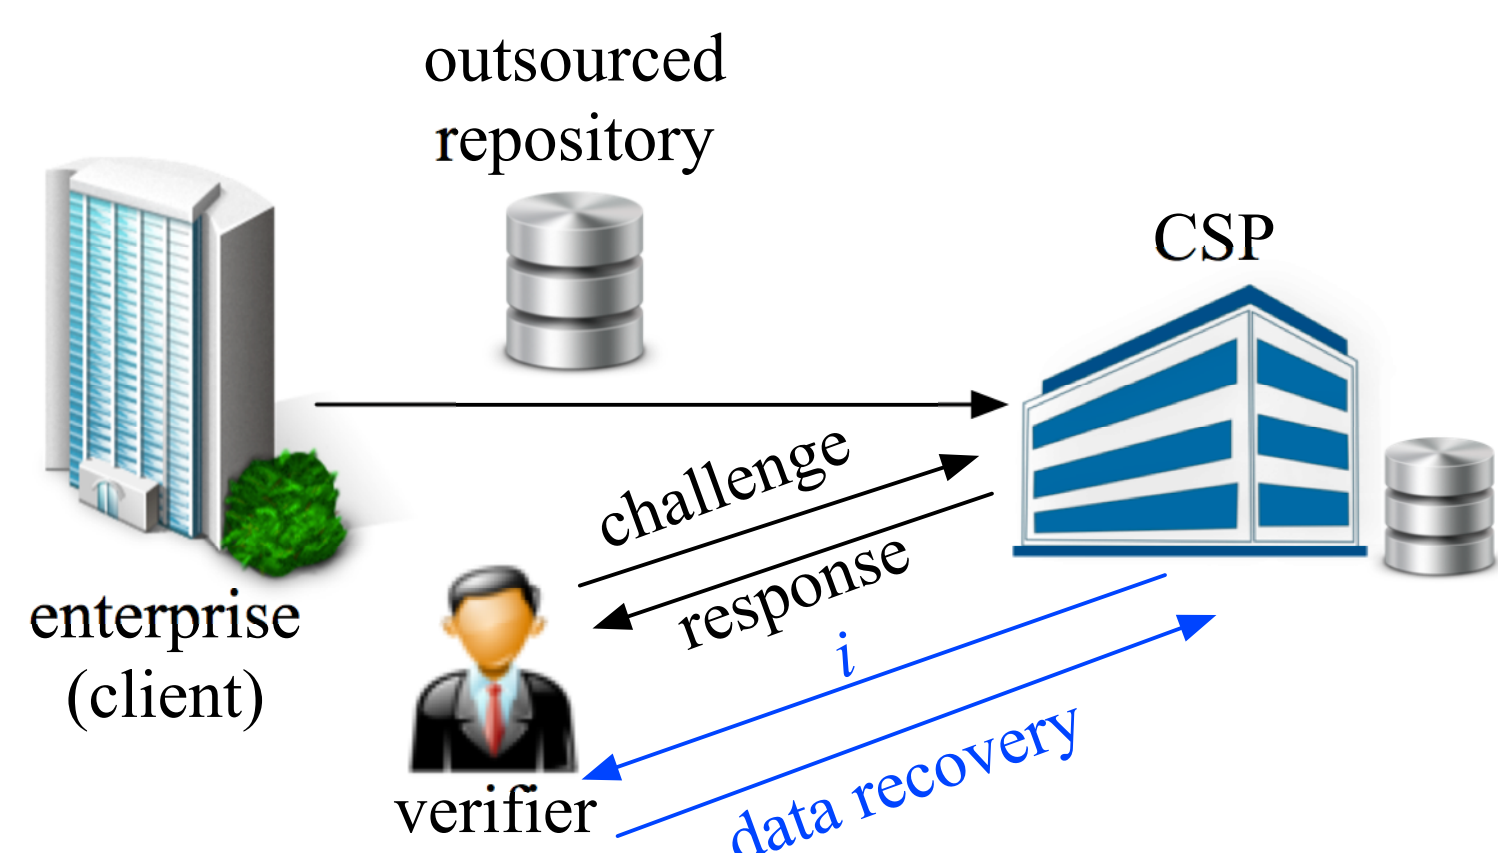 outsourced
repository
CSP
challenge
response
enterprise
(client)
i
data recovery
verifier